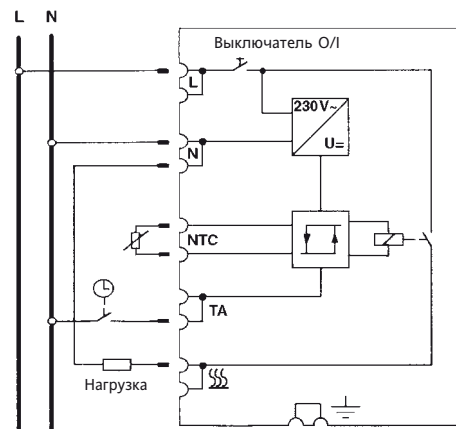 L N
Выключатель O/I
L
230V~
N
U=
NTC
TA
Нагрузка